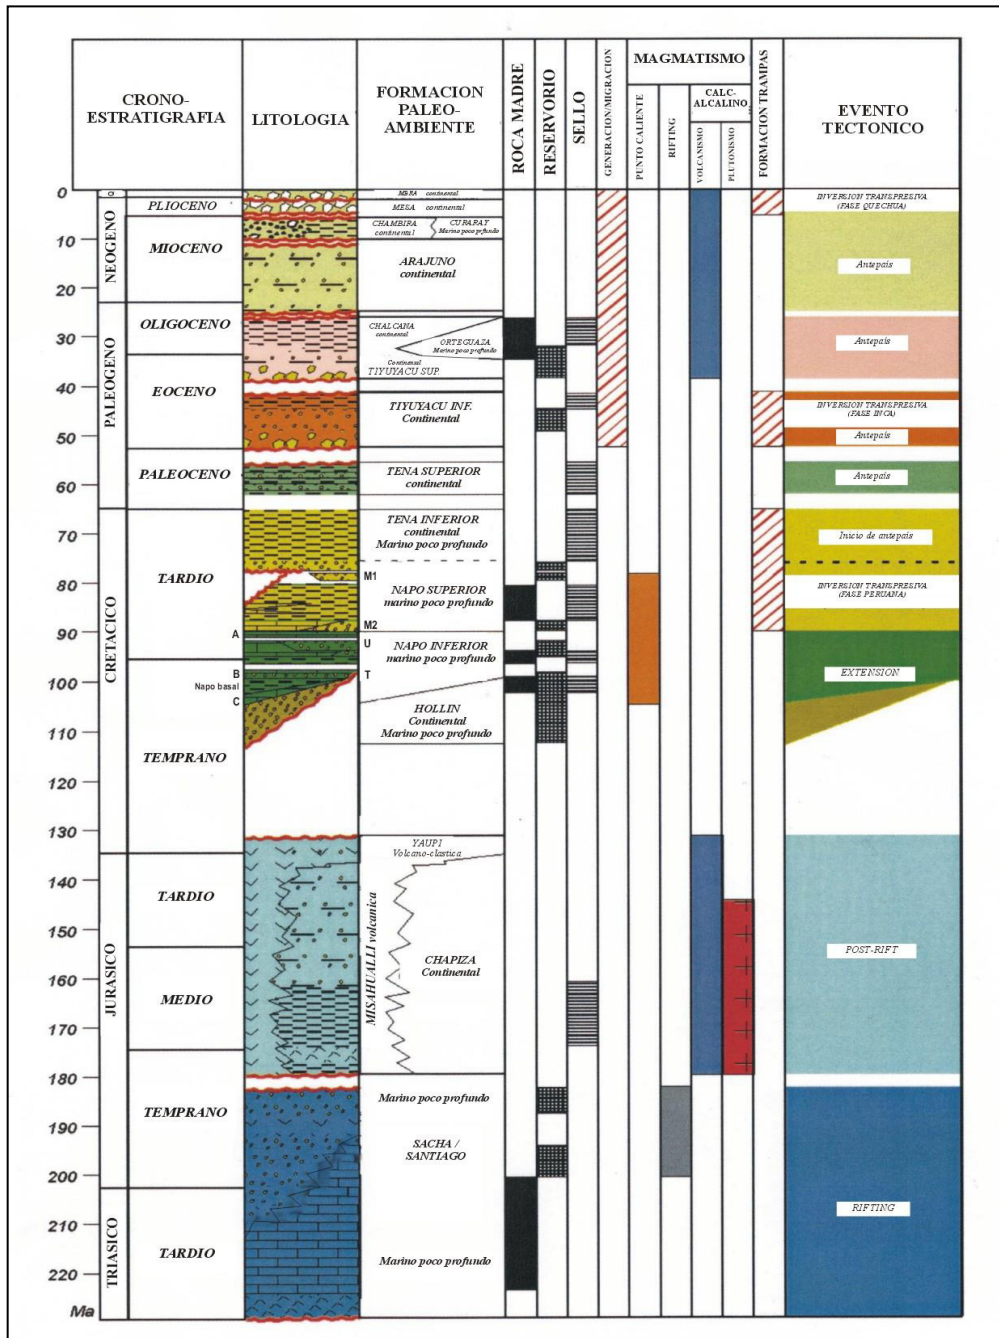 CRONO-
ESTRATIGRAFIA
LITOLOGIA
FORMACION
PALEO-
AMBIENTE
ROCA MADRE
RESERVORIO
SELLO
GENERACION/MIGRACION
MAGMATISMO
PUNTO CALIENTE
RIFTING
CALC-
ALCALINO
VOLCANISMO
PLUTONISMO
FORMACION TRAMPAS
EVENTO
TECTONICO
0
10
20
30
40
50
60
70
80
90
100
110
120
130
140
150
160
170
180
190
200
210
220
Ma
Q
NEOGENO
PALEOGENO
CRETACICO
JURASICO
TRIASICO
PLIOCENO
MIOCENO
OLIGOCENO
EOCENO
PALEOCENO
TARDIO
TEMPRANO
TARDIO
MEDIO
TEMPRANO
TARDIO
A
B
Napo basal
C
M1
M2
U
T
MERA continental
MESA continental
CHAMBIRA
continental
CURARAY
Marino poco profundo
ARAJUNO
continental
CHALCANA
continental
ORTEGUAZA
Marino poco profundo
Continental
TIYUYACU SUP.
TIYUYACU INF.
Continental
TENA SUPERIOR
continental
TENA INFERIOR
continental
Marino poco profundo
NAPO SUPERIOR
marino poco profundo
NAPO INFERIOR
marino poco profundo
HOLLIN
Continental
Marino poco profundo
YAUPI
Volcano-clastica
MISAHUALLI volcanica
CHAPIZA
Continental
Marino poco profundo
SACHA /
SANTIAGO
Marino poco profundo
INVERSION TRANSPRESIVA
(FASE QUECHUA)
Antepaís
Antepaís
INVERSION TRANSPRESIVA
(FASE INCA)
Antepaís
Antepaís
Inicio de antepaís
INVERSION TRANSPRESIVA
(FASE PERUANA)
EXTENSION
POST-RIFT
RIFTING